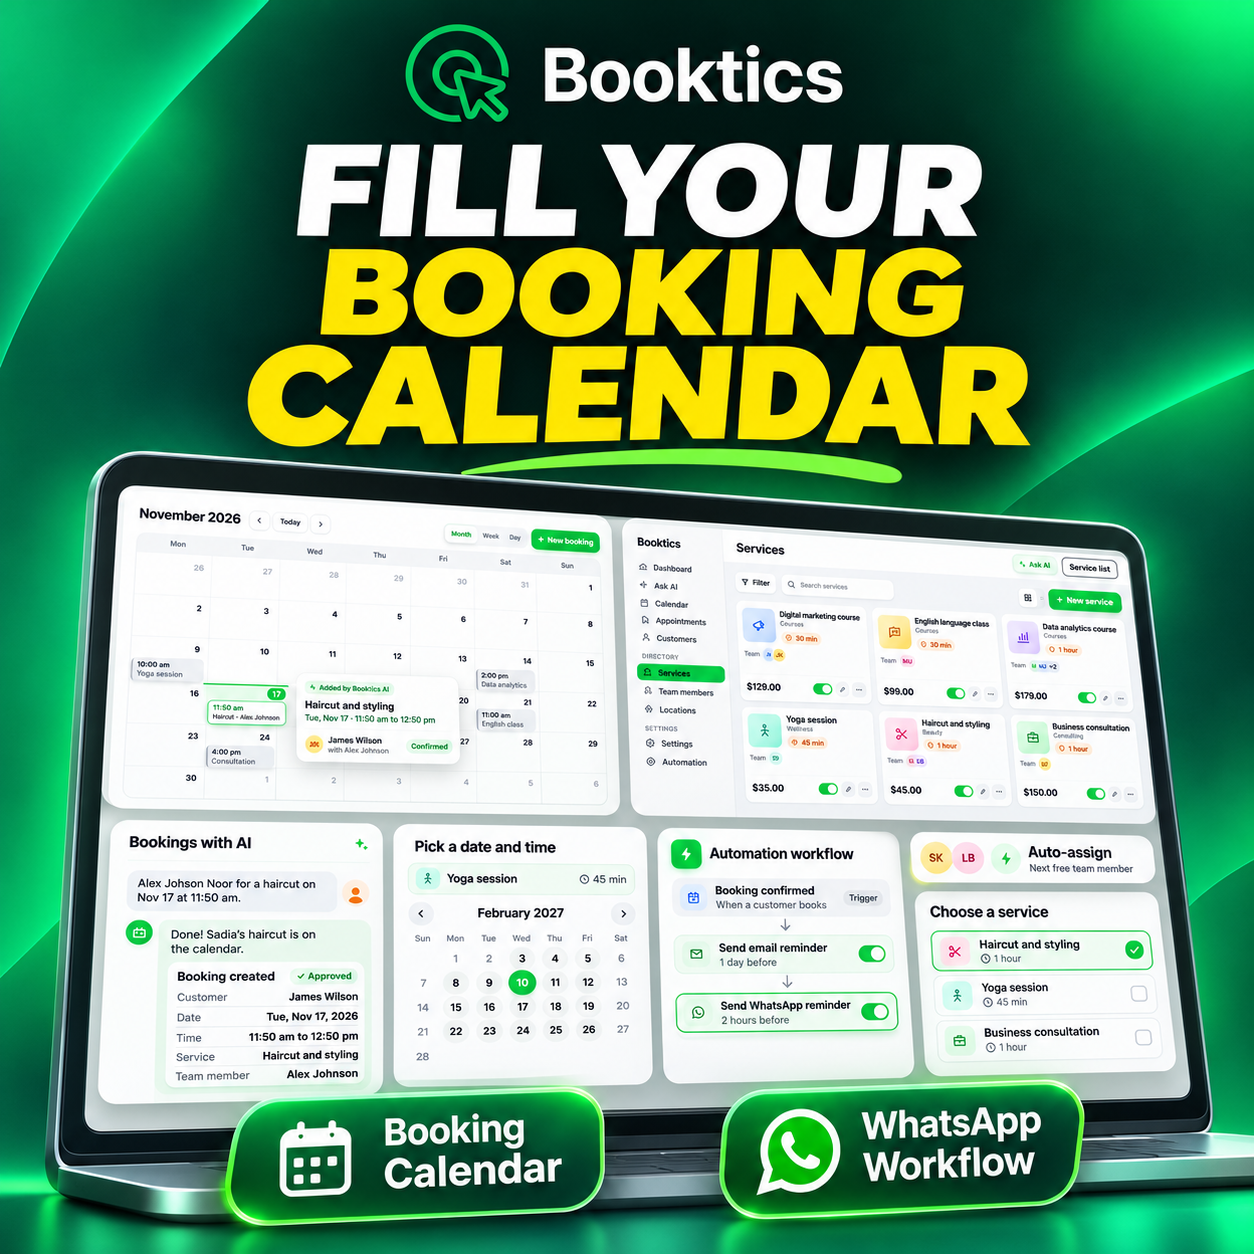 Booktics
FILL YOUR
BOOKING
CALENDAR
November 2026
Today
Month Week Day
+ New booking
Mon Tue Wed Thu Fri Sat Sun
26 27 28 29 30 31 1
2 3 4 5 6 7 8
9 10 11 12 13 14 15
10:00 am
Yoga session
2:00 pm
Data analytics
16 17 20 21 22
11:50 am
Haircut - Alex Johnson
11:00 am
English class
Added by Booktics AI
Haircut and styling
Tue, Nov 17 - 11:50 am to 12:50 pm
James Wilson
with Alex Johnson
Confirmed
23 24 27 28 29
4:00 pm
Consultation
30 1 2 3 4 5 6
Booktics
Dashboard
Ask AI
Calendar
Appointments
Customers
DIRECTORY
Services
Team members
Locations
SETTINGS
Settings
Automation
Services
Ask AI
Service list
Filter
Search services
+ New service
Digital marketing course
Courses
30 min
Team JK
$129.00
English language class
Courses
30 min
Team MU
$99.00
Data analytics course
Courses
1 hour
Team +2
$179.00
Yoga session
Wellness
45 min
$35.00
Haircut and styling
Beauty
1 hour
Team
$45.00
Business consultation
Consulting
1 hour
Team
$150.00
Bookings with AI
Alex Johson Noor for a haircut on
Nov 17 at 11:50 am.
Done! Sadia's haircut is on
the calendar.
Booking created
Approved
Customer James Wilson
Date Tue, Nov 17, 2026
Time 11:50 am to 12:50 pm
Service Haircut and styling
Team member Alex Johnson
Pick a date and time
Yoga session 45 min
February 2027
Sun Mon Tue Wed Thu Fri Sat
1 2 3 4 5 6
7 8 9 10 11 12 13
14 15 16 17 18 19 20
21 22 23 24 25 26 27
28
Automation workflow
Booking confirmed
When a customer books
Trigger
Send email reminder
1 day before
Send WhatsApp reminder
2 hours before
SK LB
Auto-assign
Next free team member
Choose a service
Haircut and styling
1 hour
Yoga session
45 min
Business consultation
1 hour
Booking
Calendar
WhatsApp
Workflow